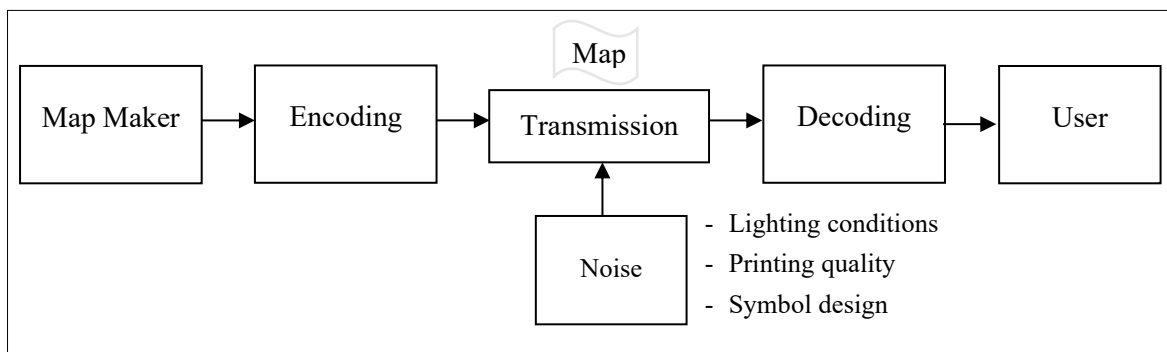 Map
Map Maker
Encoding
Transmission
Decoding
User
Noise
- Lighting conditions
- Printing quality
- Symbol design